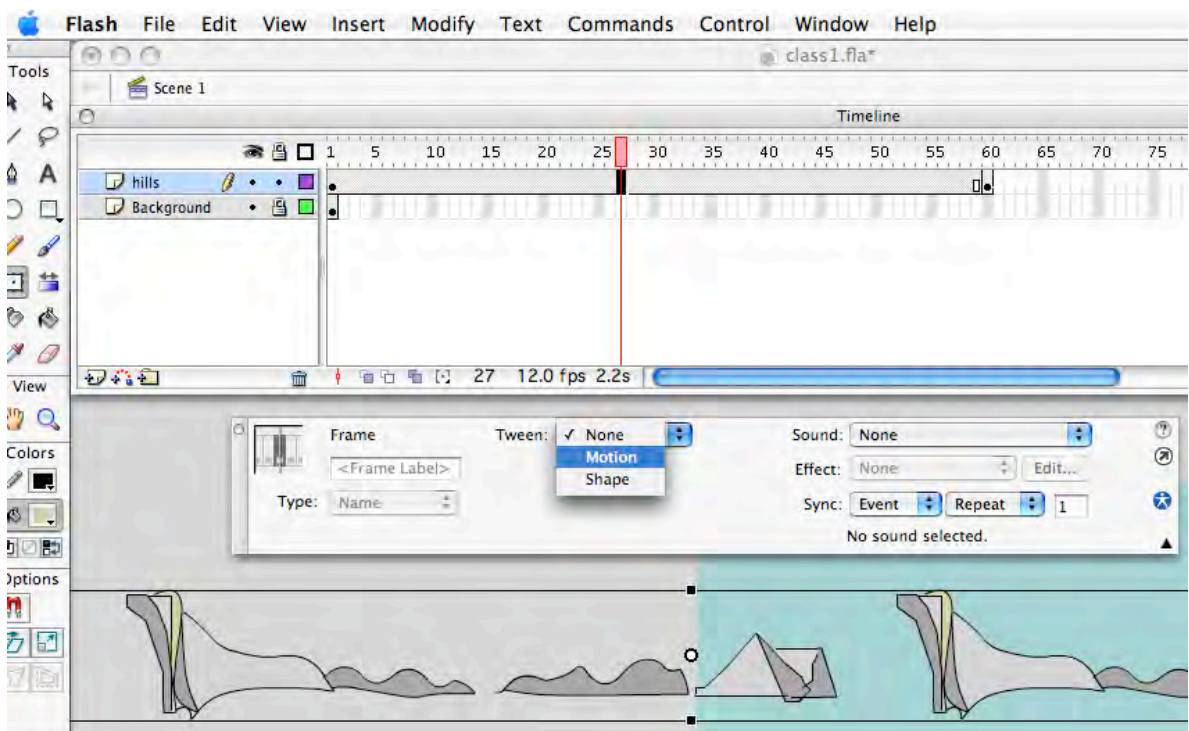 Flash File Edit View Insert Modify Text Commands Control Window Help
class1.fla*
Tools
Scene 1
Timeline
1 5 10 15 20 25 30 35 40 45 50 55 60 65 70 75
hills
Background
A
27 12.0 fps 2.2s
View
Frame Tween: ✓ None Sound: None
Colors
<Frame Label> Motion Effect: None Edit...
Shape
Type: Name Sync: Event Repeat 1
No sound selected.
Options